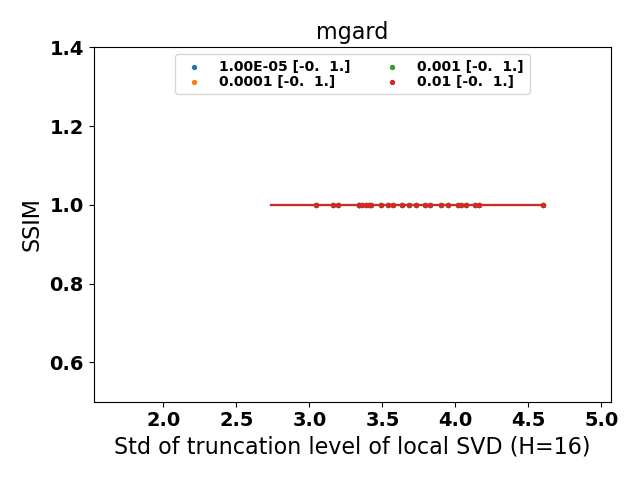 mgard
1.00E-05 [-0.  1.]
0.001 [-0.  1.]
0.0001 [-0.  1.]
0.01 [-0.  1.]
1.4
1.2
1.0
0.8
0.6
SSIM
2.0 2.5 3.0 3.5 4.0 4.5 5.0
Std of truncation level of local SVD (H=16)